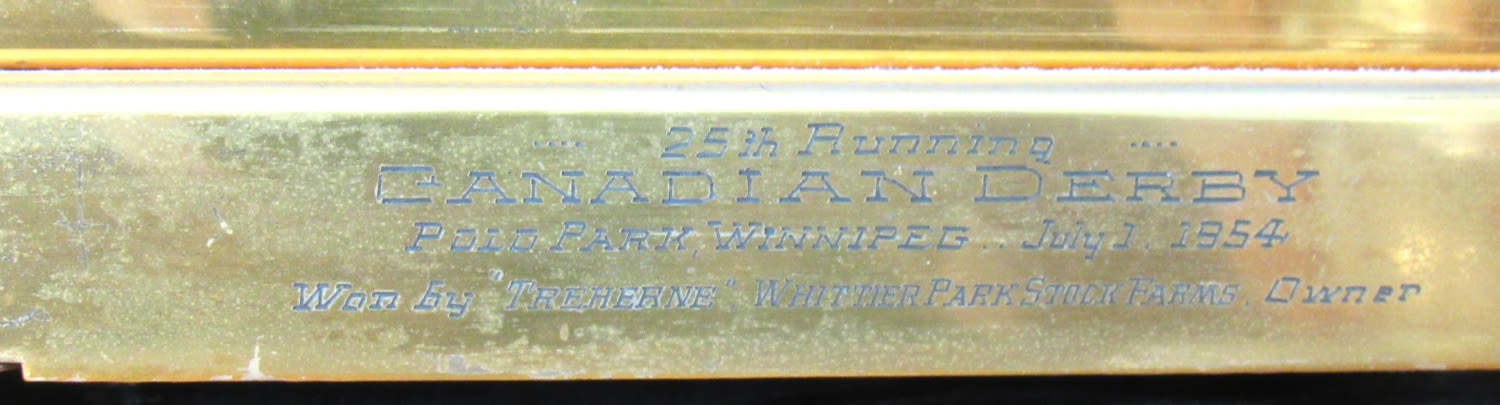 .... 25th Running ....
CANADIAN DERBY
POLO PARK, WINNIPEG .. July 1, 1954
Won by "TREHERNE", WHITTIER PARK STOCK FARMS, Owner